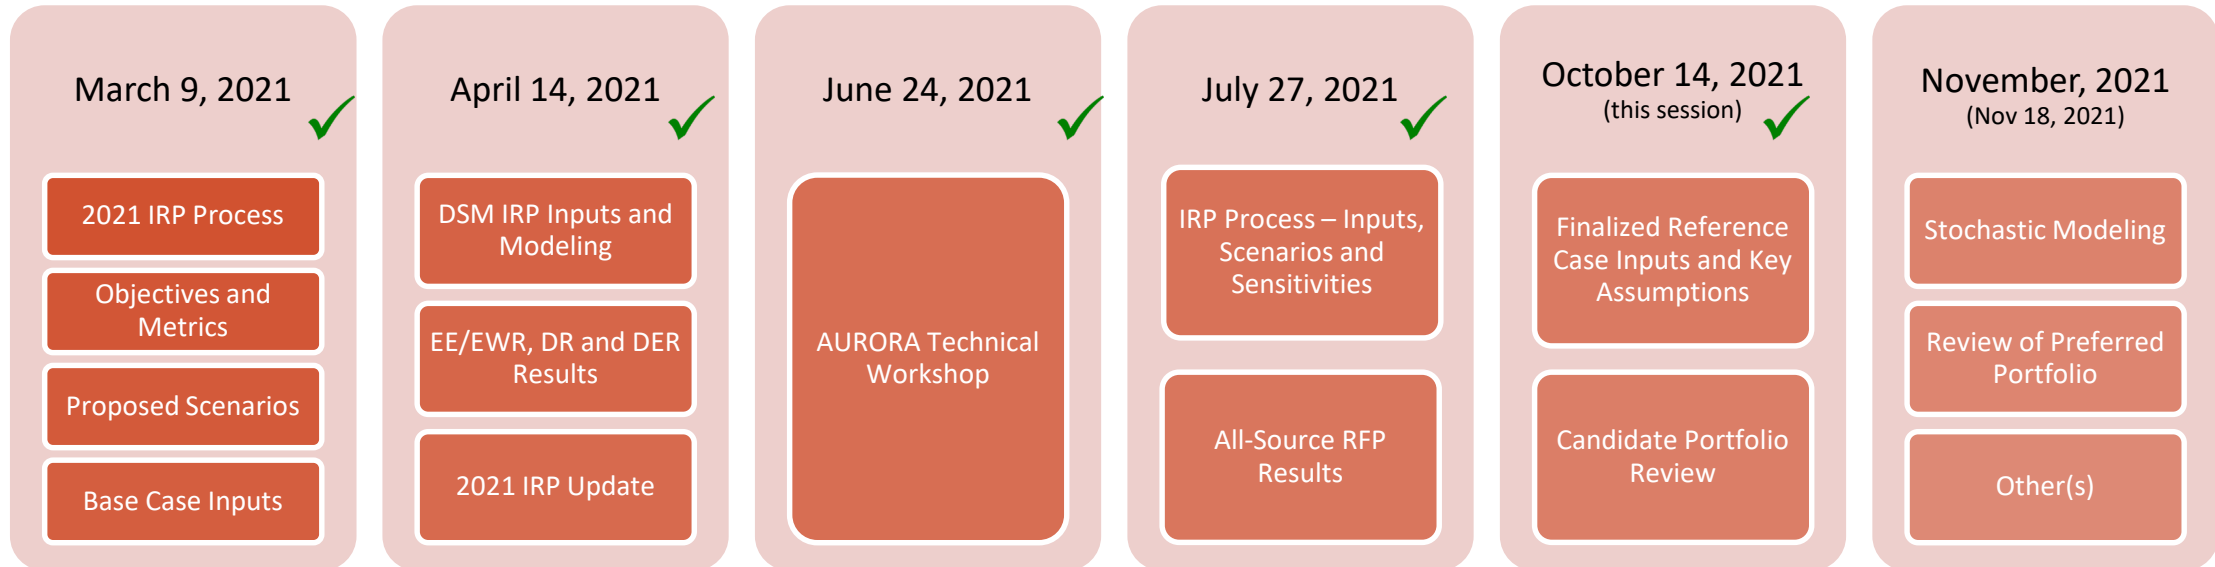 March 9, 2021
2021 IRP Process
Objectives and
Metrics
Proposed Scenarios
Base Case Inputs
April 14, 2021
DSM IRP Inputs and
Modeling
EE/EWR, DR and DER
Results
2021 IRP Update
June 24, 2021
AURORA Technical
Workshop
July 27, 2021
IRP Process – Inputs,
Scenarios and
Sensitivities
All-Source RFP
Results
October 14, 2021
(this session)
Finalized Reference
Case Inputs and Key
Assumptions
Candidate Portfolio
Review
November, 2021
(Nov 18, 2021)
Stochastic Modeling
Review of Preferred
Portfolio
Other(s)